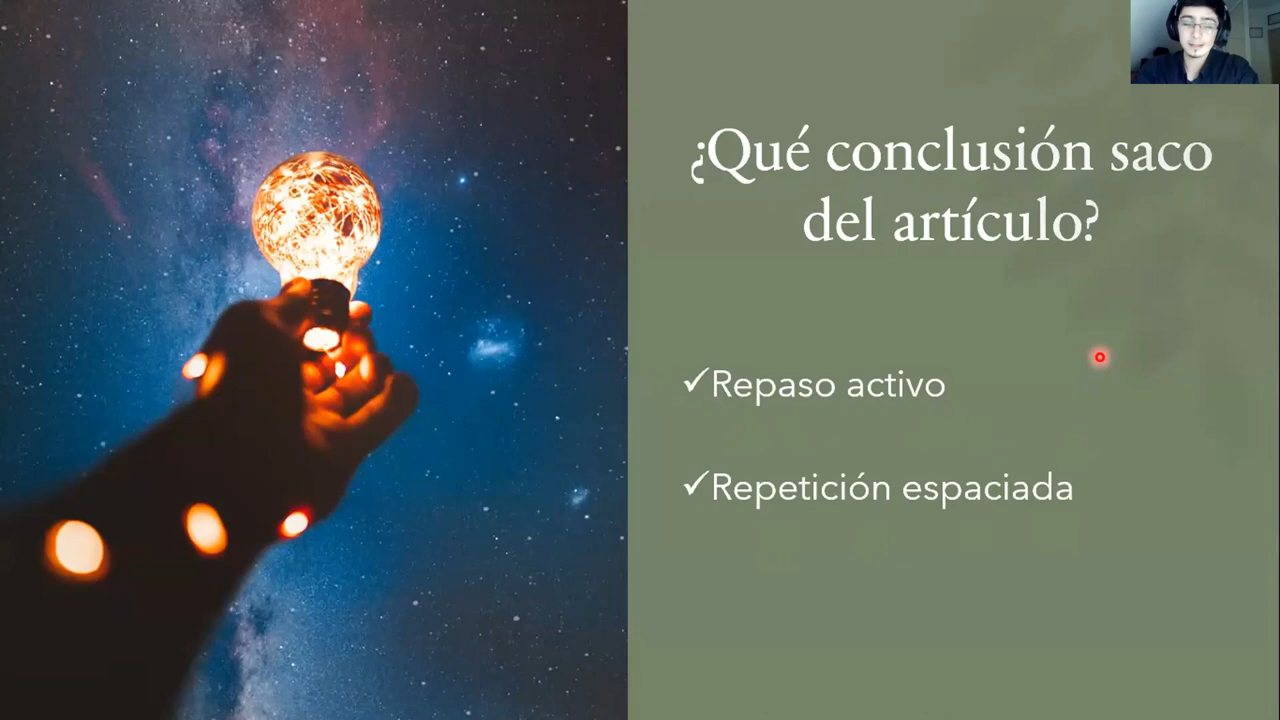 ¿Qué conclusión saco
del artículo?
✓Repaso activo
✓Repetición espaciada